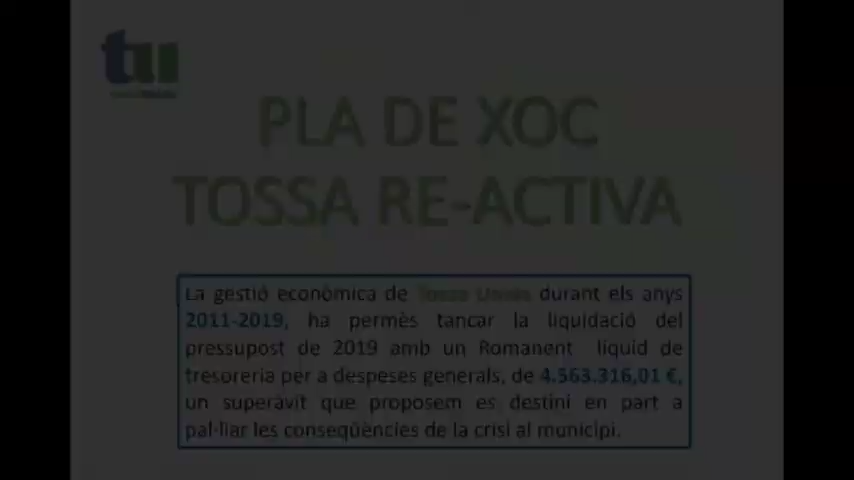 tu
PLA DE XOC
TOSSA RE-ACTIVA
La gestió econòmica de Tossa Unida durant els anys
2011-2019, ha permès tancar la liquidació del
pressupost de 2019 amb un Romanent líquid de
tresoreria per a despeses generals, de 4.563.316,01 €,
un superàvit que proposem es destini en part a
pal·liar les conseqüències de la crisi al municipi.